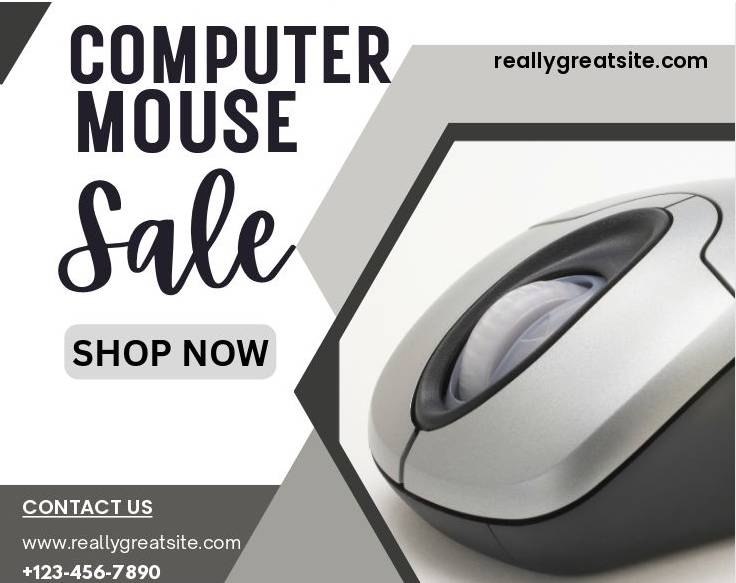 COMPUTER
MOUSE
Sale
reallygreatsite.com
SHOP NOW
CONTACT US
www.reallygreatsite.com
+123-456-7890